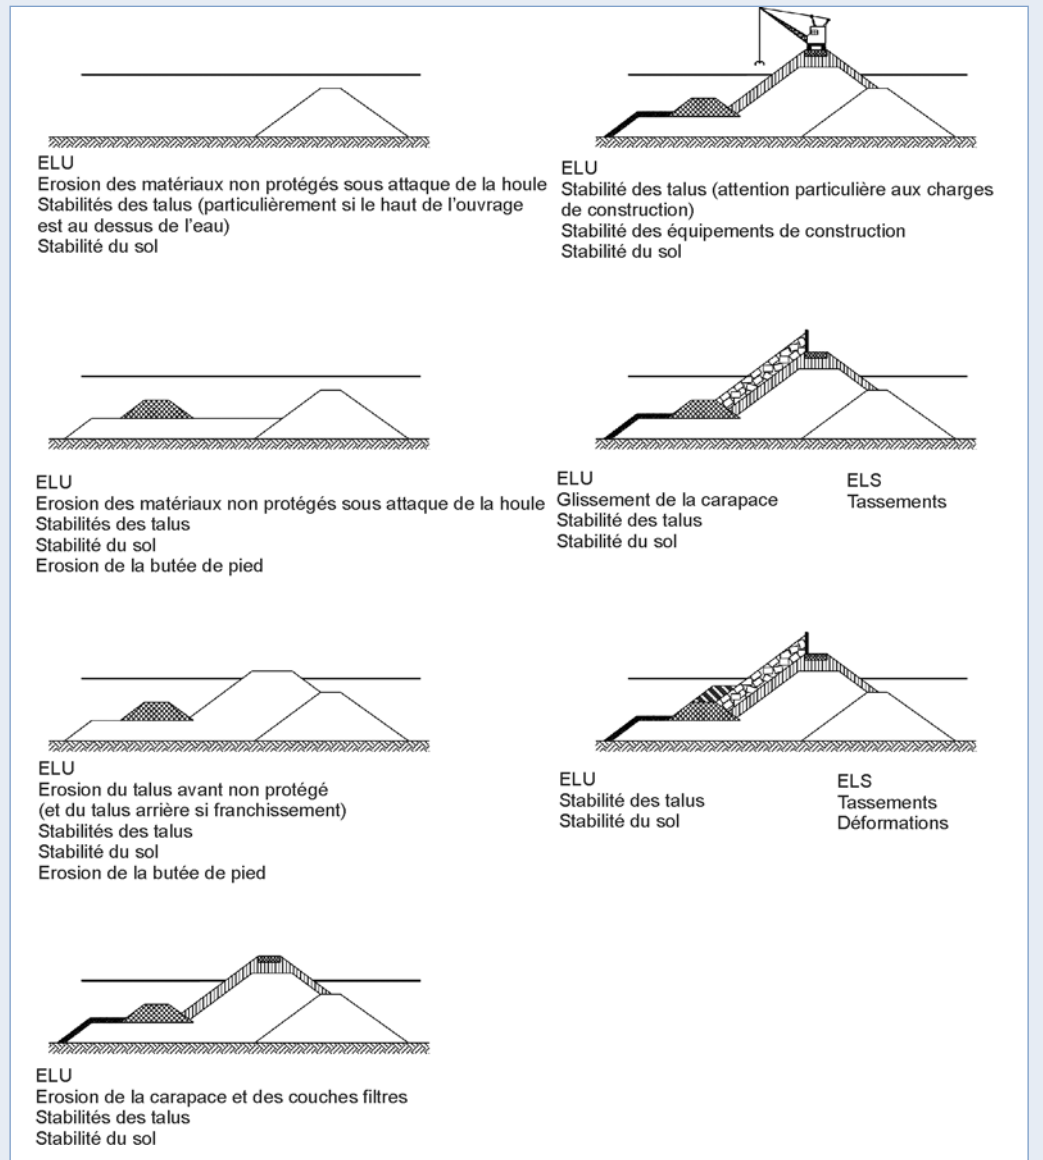 ELU
Erosion des matériaux non protégés sous attaque de la houle
Stabilités des talus (particulièrement si le haut de l'ouvrage
est au dessus de l'eau)
Stabilité du sol
ELU
Erosion des matériaux non protégés sous attaque de la houle
Stabilités des talus
Stabilité du sol
Erosion de la butée de pied
ELU
Erosion du talus avant non protégé
(et du talus arrière si franchissement)
Stabilités des talus
Stabilité du sol
Erosion de la butée de pied
ELU
Erosion de la carapace et des couches filtres
Stabilités des talus
Stabilité du sol
ELU
Stabilité des talus (attention particulière aux charges
de construction)
Stabilité des équipements de construction
Stabilité du sol
ELU
Glissement de la carapace
Stabilité des talus
Stabilité du sol
ELS
Tassements
ELU
Stabilité des talus
Stabilité du sol
ELS
Tassements
Déformations